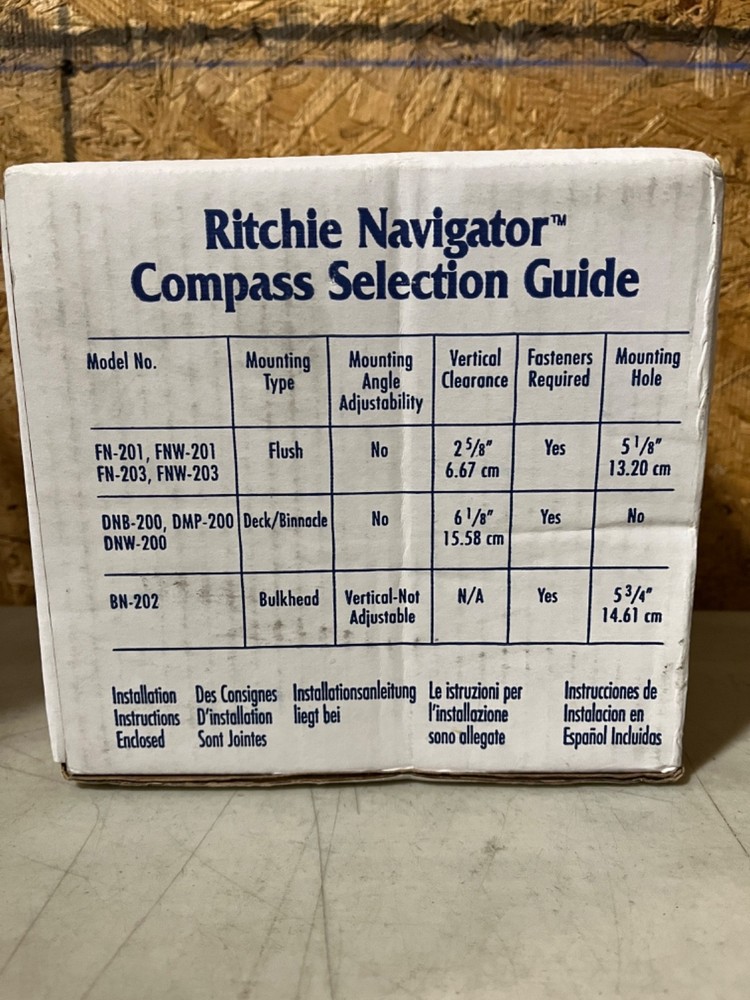 Ritchie Navigator™
Compass Selection Guide
Model No. Mounting Type Mounting Angle Adjustability Vertical Clearance Fasteners Required Mounting Hole
FN-201, FNW-201 Flush No 2 5/8" Yes 5 1/8"
FN-203, FNW-203 6.67 cm 13.20 cm
DNB-200, DMP-200 Deck/Binnacle No 6 1/8" Yes No
DNW-200 15.58 cm
BN-202 Bulkhead Vertical-Not Adjustable N/A Yes 5 3/4"
14.61 cm
Installation Instructions Enclosed
Des Consignes D'installation Sont Jointes
Installationsanleitung liegt bei
Le istruzioni per l'installazione sono allegate
Instrucciones de Instalacion en Español Incluidas